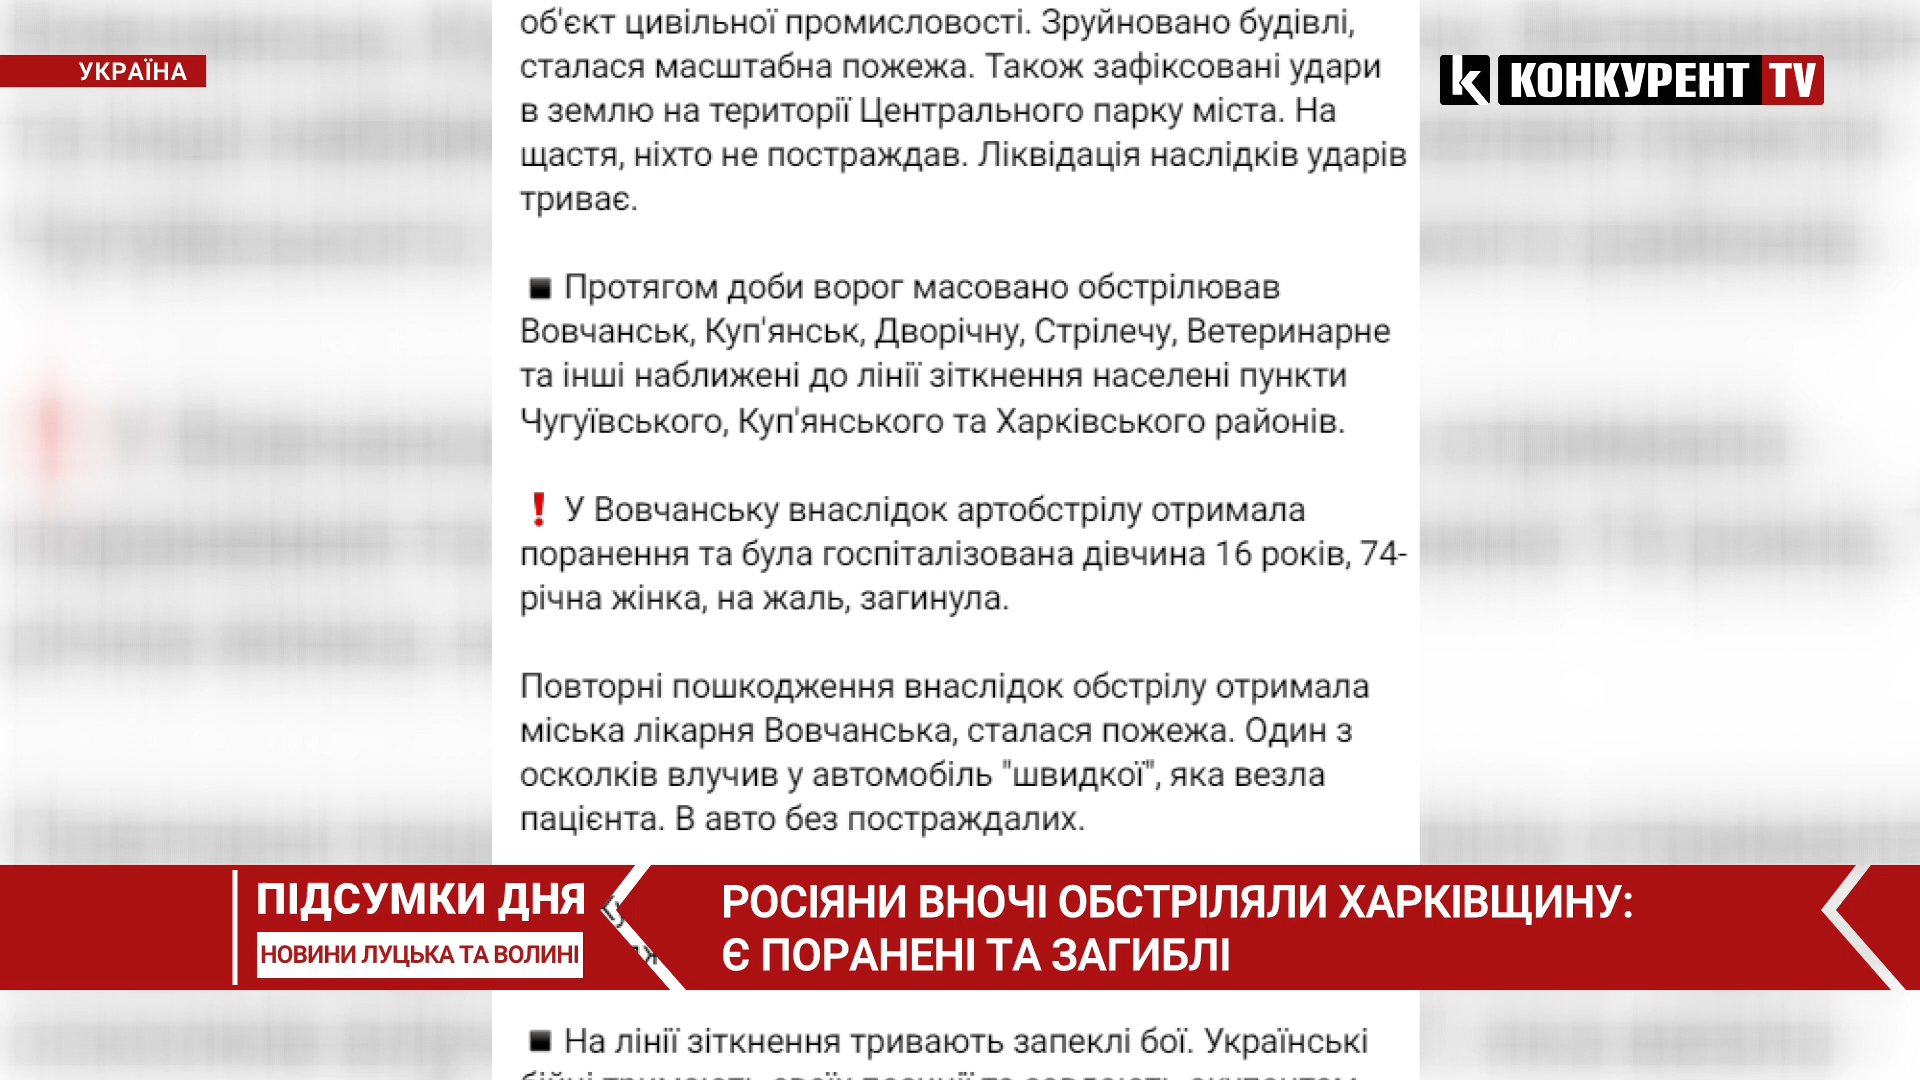 об'єкт цивільної промисловості. Зруйновано будівлі,
сталася масштабна пожежа. Також зафіксовані удари
в землю на території Центрального парку міста. На
щастя, ніхто не постраждав. Ліквідація наслідків ударів
триває.
УКРАЇНА
k КОНКУРЕНТ TV
▪ Протягом доби ворог масовано обстрілював
Вовчанськ, Куп'янськ, Дворічну, Стрілечу, Ветеринарне
та інші наближені до лінії зіткнення населені пункти
Чугуївського, Куп'янського та Харківського районів.
❗ У Вовчанську внаслідок артобстрілу отримала
поранення та була госпіталізована дівчина 16 років, 74-
річна жінка, на жаль, загинула.
Повторні пошкодження внаслідок обстрілу отримала
міська лікарня Вовчанська, сталася пожежа. Один з
осколків влучив у автомобіль "швидкої", яка везла
пацієнта. В авто без постраждалих.
ПІДСУМКИ ДНЯ
НОВИНИ ЛУЦЬКА ТА ВОЛИНІ
РОСІЯНИ ВНОЧІ ОБСТРІЛЯЛИ ХАРКІВЩИНУ:
Є ПОРАНЕНІ ТА ЗАГИБЛІ
▪ На лінії зіткнення тривають запеклі бої. Українські